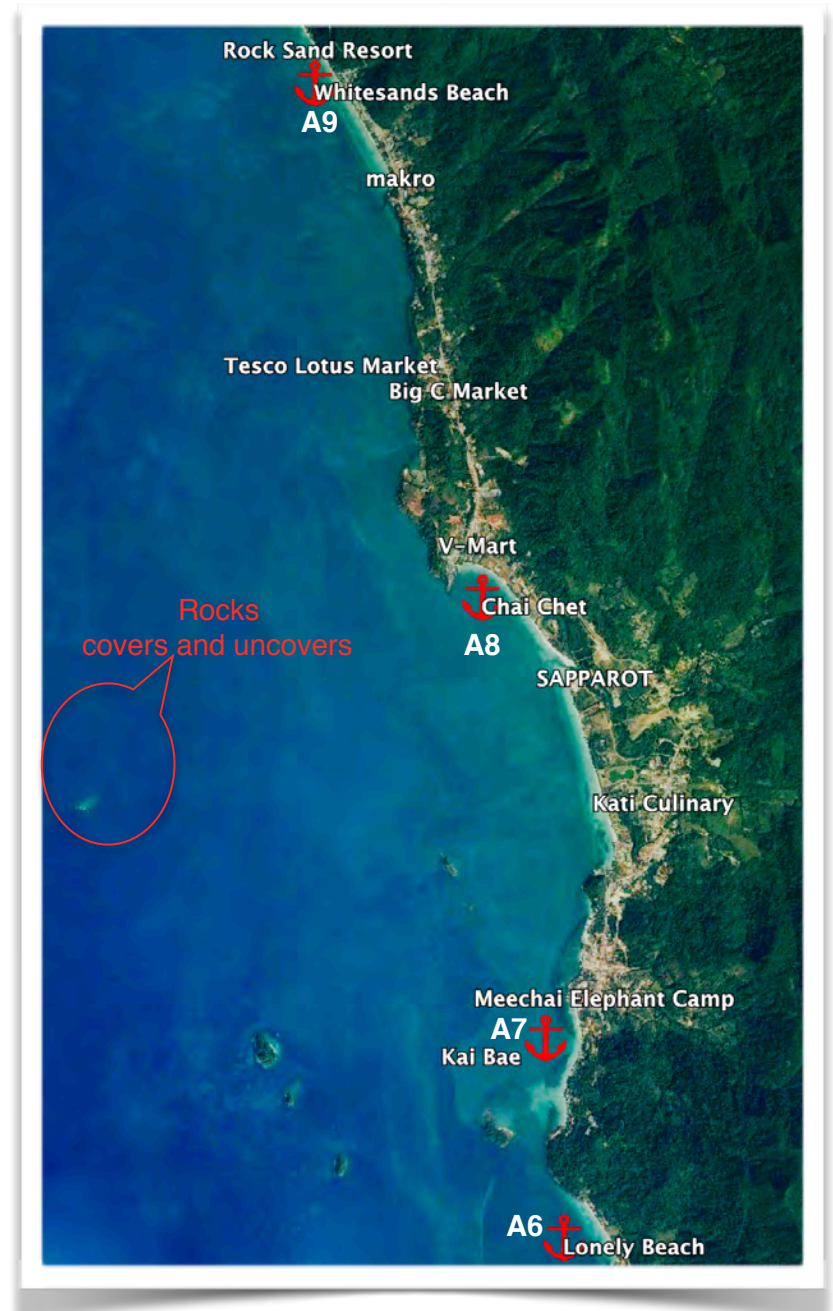 Rock Sand Resort
Whitesands Beach
A9
makro
Tesco Lotus Market
Big C Market
V-Mart
Chai Chet
A8
Rocks
covers and uncovers
SAPPAROT
Kati Culinary
Meechai Elephant Camp
A7
Kai Bae
A6
Lonely Beach